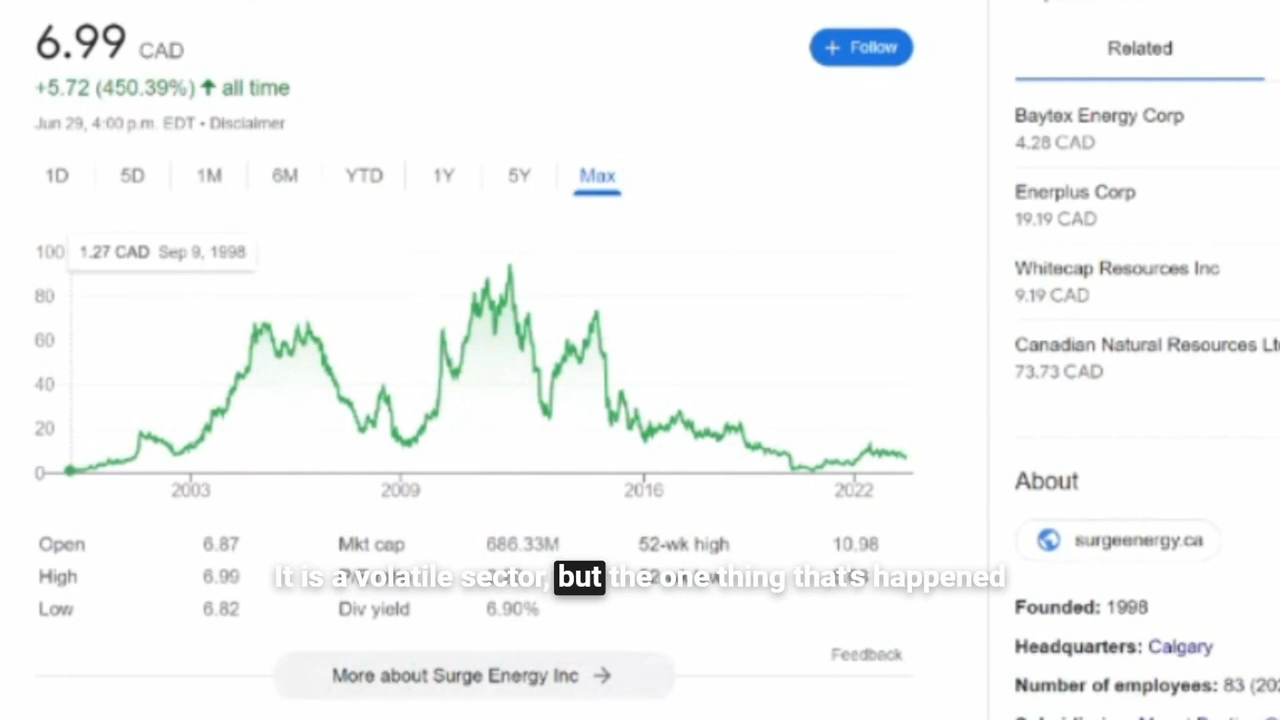 6.99 CAD
+ Follow
+5.72 (450.39%) ↑ all time
Jun 29, 4:00 p.m. EDT • Disclaimer
1D 5D 1M 6M YTD 1Y 5Y Max
100
80
60
40
20
0
1.27 CAD Sep 9, 1998
2003 2009 2016 2022
Open 6.87 Mkt cap 686.33M 52-wk high 10.98
High 6.99
Low 6.82 Div yield 6.90%
It is a volatile sector, but the one thing that's happened
Feedback
More about Surge Energy Inc →
Related
Baytex Energy Corp
4.28 CAD
Enerplus Corp
19.19 CAD
Whitecap Resources Inc
9.19 CAD
Canadian Natural Resources
73.73 CAD
About
surgeenergy.ca
Founded: 1998
Headquarters: Calgary
Number of employees: 83